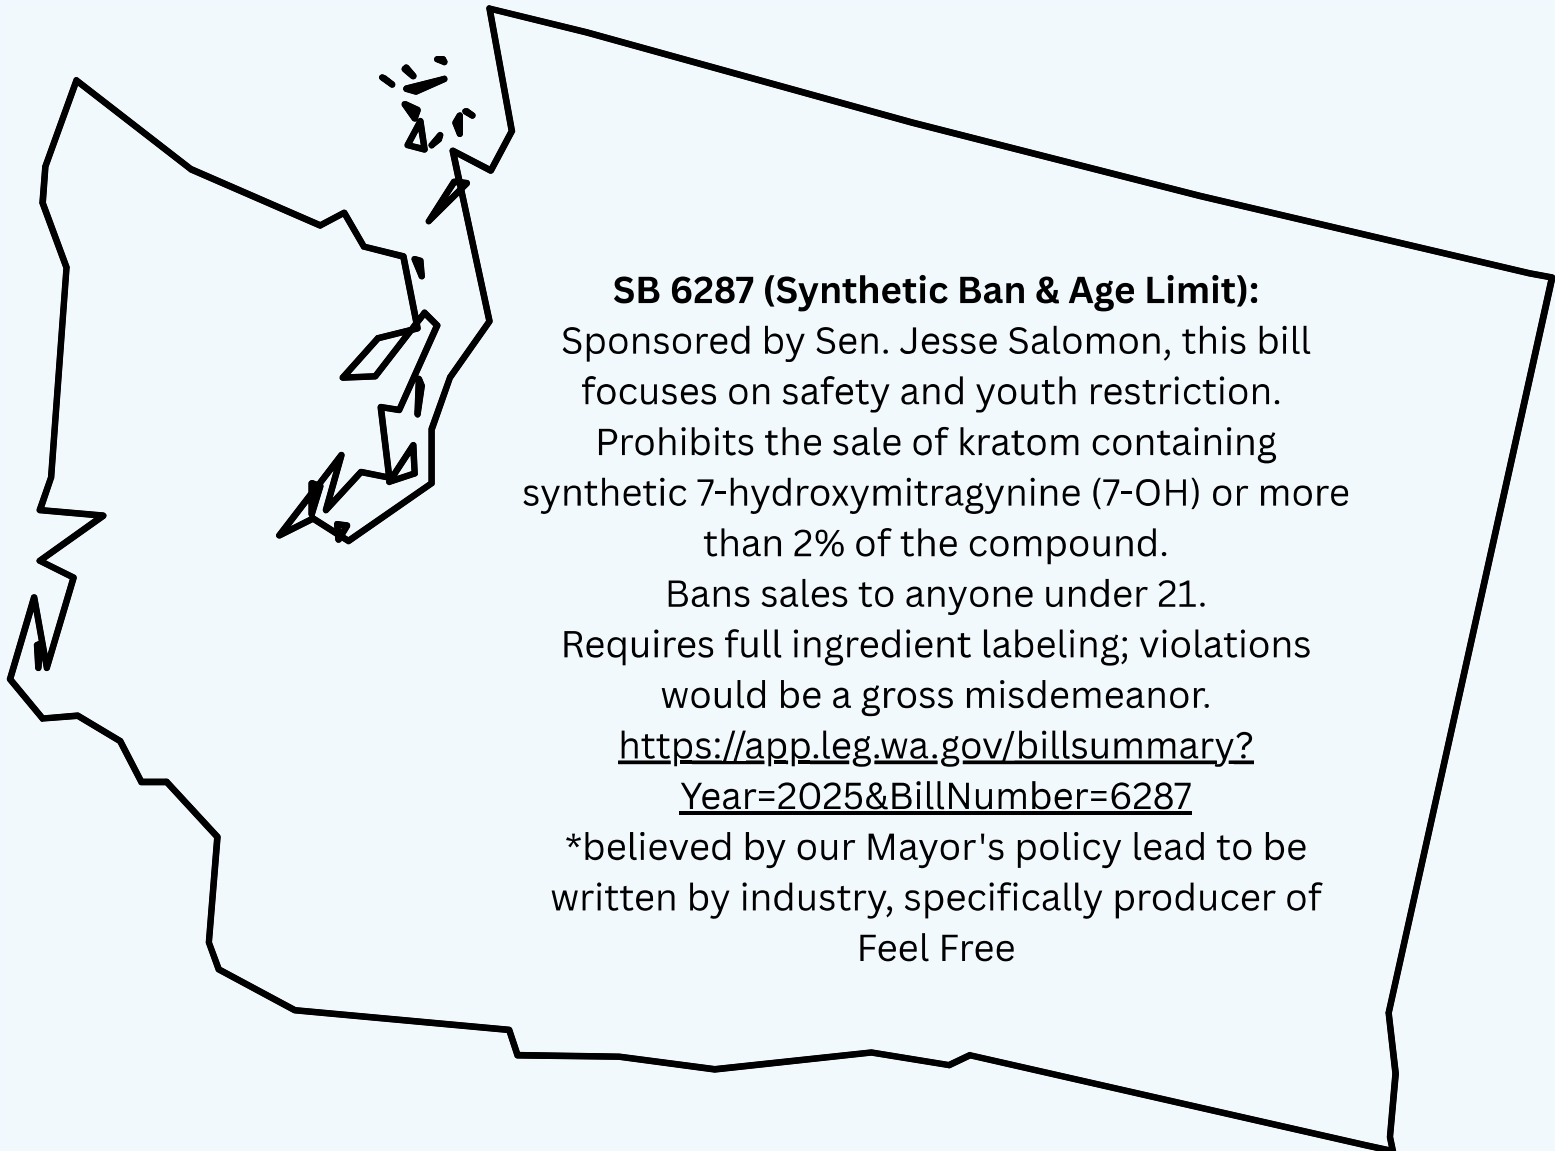 SB 6287 (Synthetic Ban & Age Limit):
Sponsored by Sen. Jesse Salomon, this bill
focuses on safety and youth restriction.
Prohibits the sale of kratom containing
synthetic 7-hydroxymitragynine (7-OH) or more
than 2% of the compound.
Bans sales to anyone under 21.
Requires full ingredient labeling; violations
would be a gross misdemeanor.
https://app.leg.wa.gov/billsummary?
Year=2025&BillNumber=6287
*believed by our Mayor's policy lead to be
written by industry, specifically producer of
Feel Free